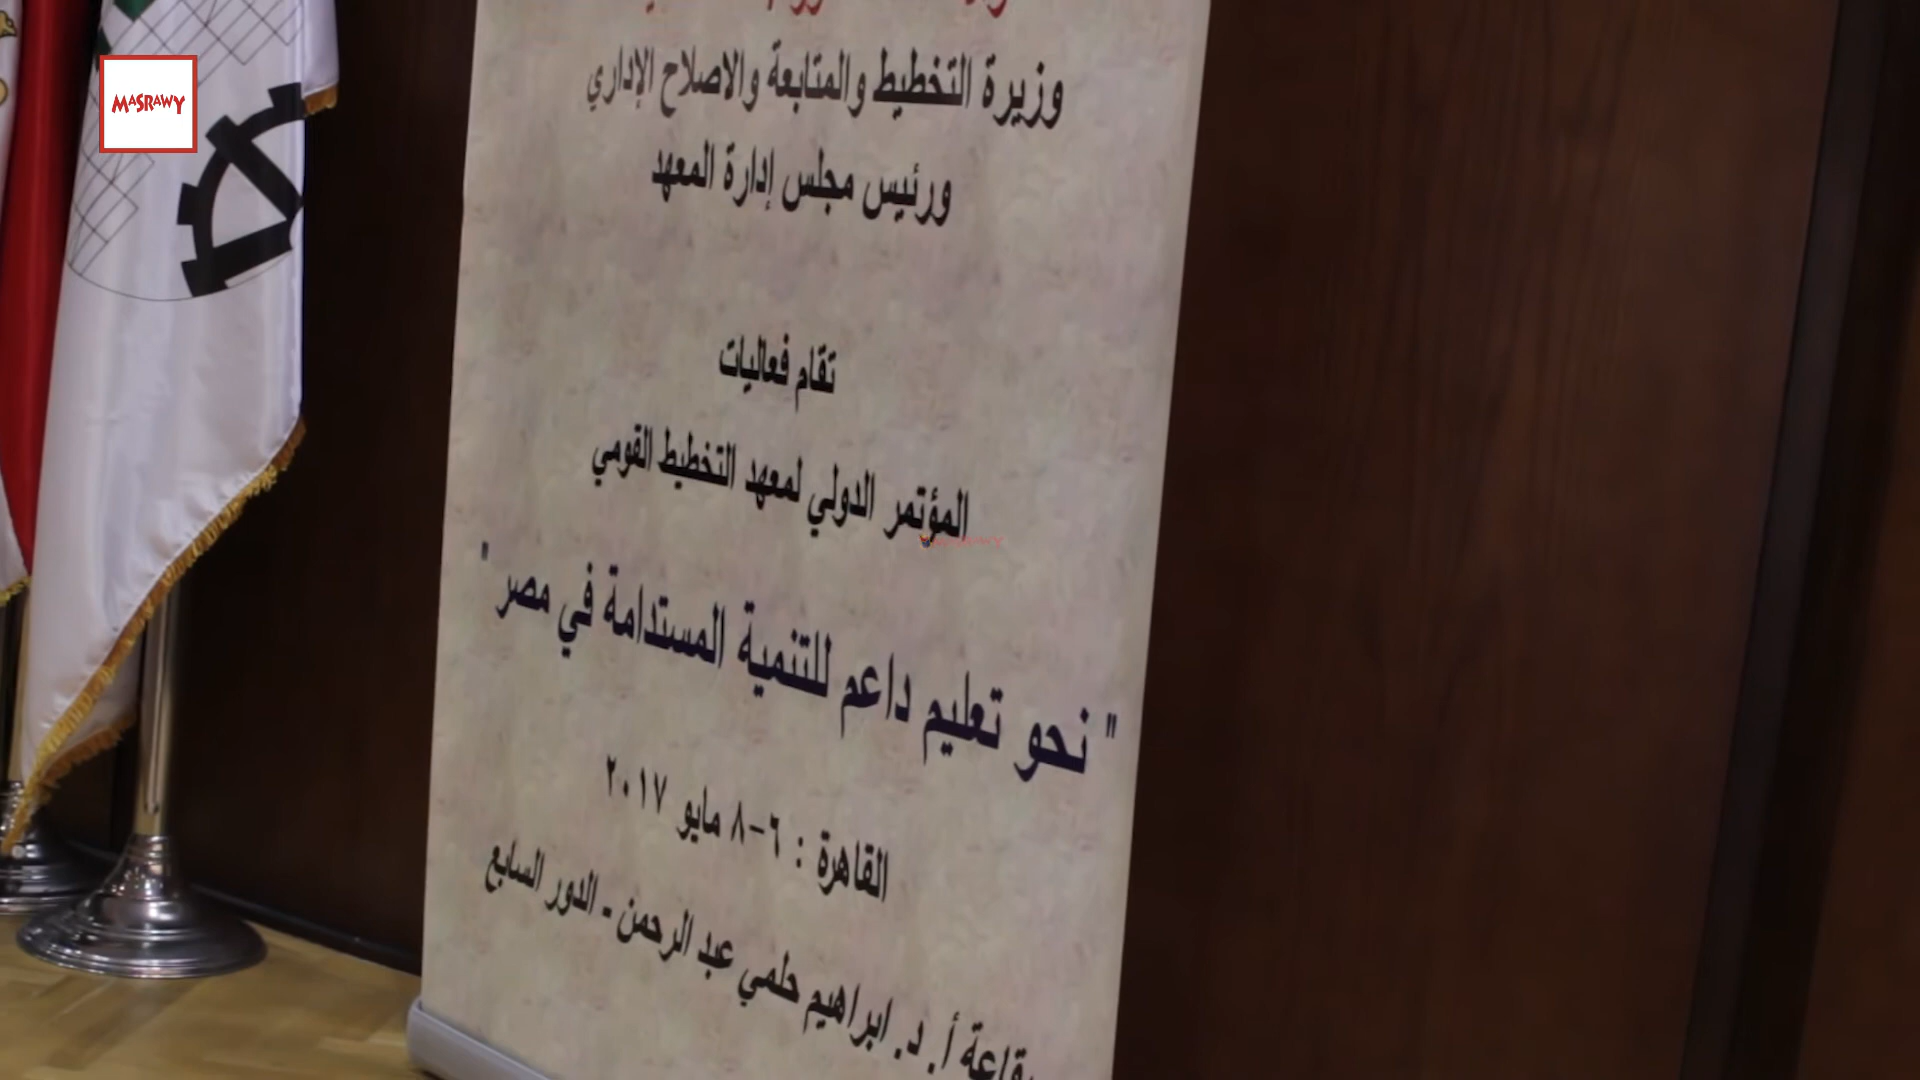 MASRAWY
وزيرة التخطيط والمتابعة والاصلاح الإداري
ورئيس مجلس إدارة المعهد
تقام فعاليات
المؤتمر الدولي لمعهد التخطيط القومي
" نحو تعليم داعم للتنمية المستدامة في مصر "
القاهرة : ٦-٨ مايو ٢٠١٧
بقاعة أ. د. ابراهيم حلمي عبد الرحمن - الدور السابع